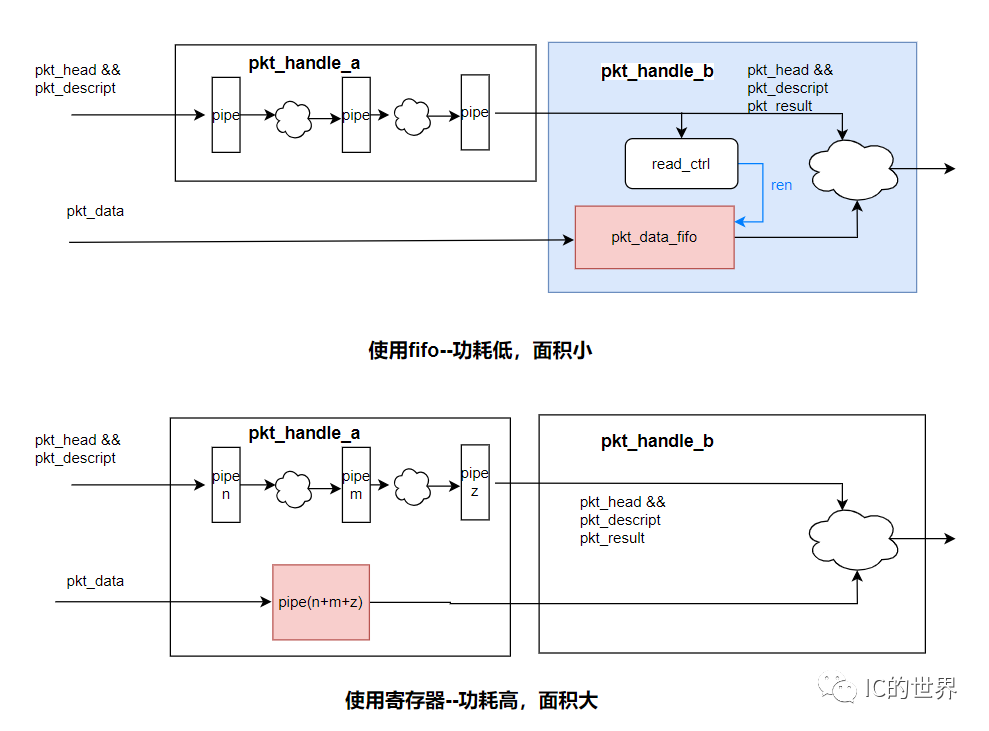 pkt_handle_a
pkt_head &&
pkt_descript
pipe
pipe
pipe
pkt_data
pkt_handle_b
pkt_head &&
pkt_descript
pkt_result
read_ctrl
ren
pkt_data_fifo
使用fifo--功耗低，面积小
pkt_handle_a
pkt_head &&
pkt_descript
pipe
n
pipe
m
pipe
z
pkt_data
pipe(n+m+z)
pkt_handle_b
pkt_head &&
pkt_descript
pkt_result
使用寄存器--功耗高，面积大
IC的世界